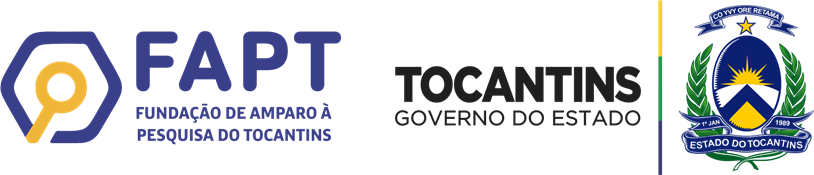 FAPT
FUNDAÇÃO DE AMPARO À
PESQUISA DO TOCANTINS
TOCANTINS
GOVERNO DO ESTADO
CO YVY ORE RETAMA
1º JAN 1989
ESTADO DO TOCANTINS